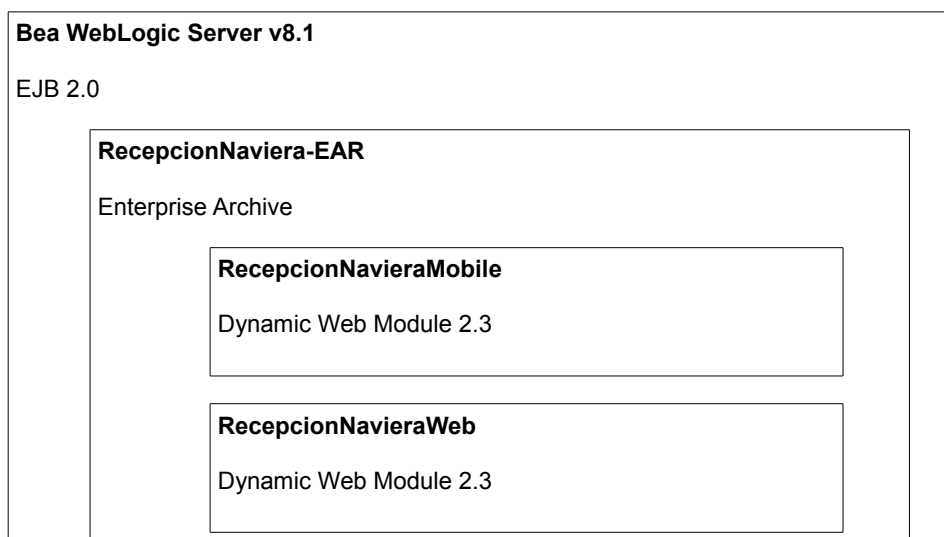 Bea WebLogic Server v8.1
EJB 2.0
RecepcionNaviera-EAR
Enterprise Archive
RecepcionNavieraMobile
Dynamic Web Module 2.3
RecepcionNavieraWeb
Dynamic Web Module 2.3